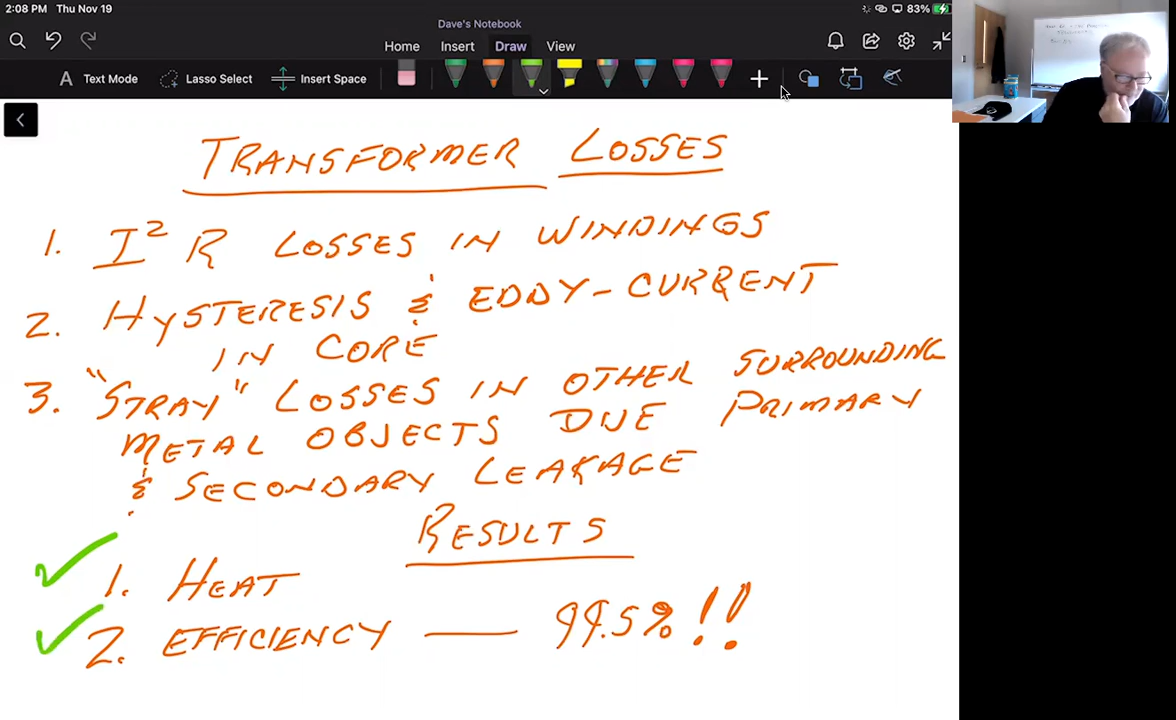 2:08 PM Thu Nov 19
83%
Dave's Notebook
Home Insert Draw View
Text Mode Lasso Select Insert Space
TRANSFORMER LOSSES
1. I² R LOSSES IN WINDINGS
2. HYSTERESIS & EDDY-CURRENT
IN CORE
3. "STRAY" LOSSES IN OTHER SURROUNDING
METAL OBJECTS DUE PRIMARY
& SECONDARY LEAKAGE
RESULTS
1. HEAT
2. EFFICIENCY — 99.5% !!